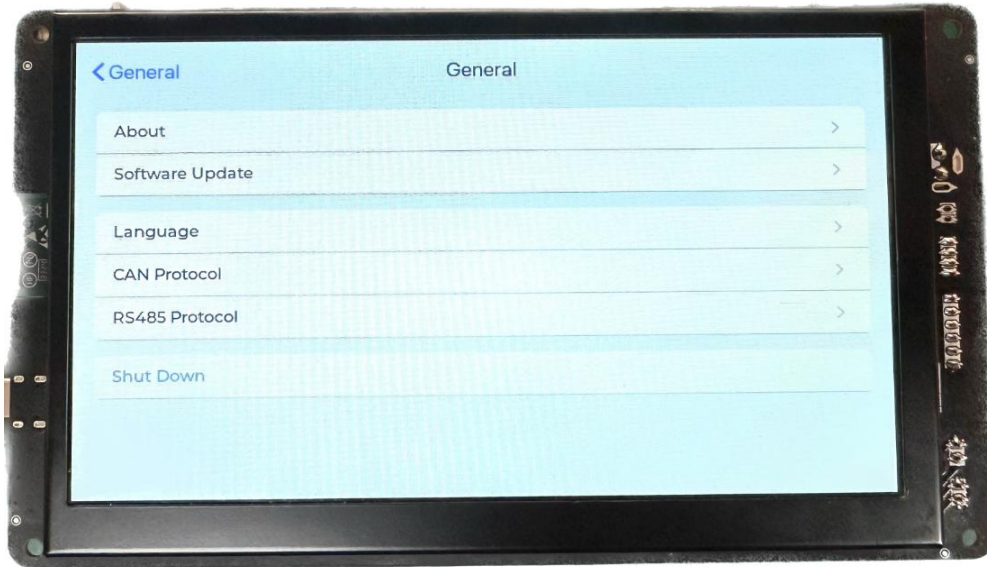 General
General
About
Software Update
Language
CAN Protocol
RS485 Protocol
Shut Down